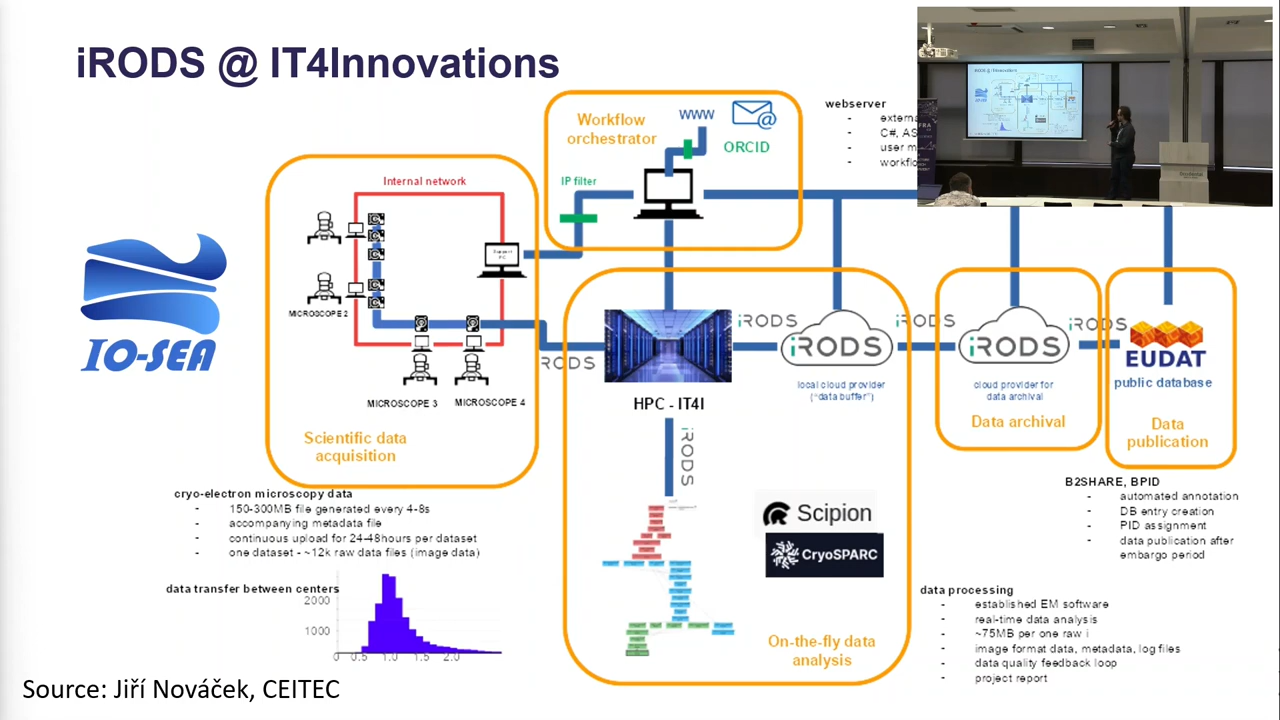 iRODS @ IT4Innovations
Workflow
orchestrator
WWW
ORCID
IP filter
webserver
- externa
- C#, AS
- user m
- workflo
Internal network
MICROSCOPE 2
MICROSCOPE 3
MICROSCOPE 4
Scientific data
acquisition
IO-SEA
iRODS
HPC - IT4I
iRODS
iRODS
iRODS
local cloud provider
("data buffer")
iRODS
iRODS
cloud provider for
data archival
Data archival
iRODS
EUDAT
public database
Data
publication
cryo-electron microscopy data
- 150-300MB file generated every 4-8s
- accompanying metadata file
- continuous upload for 24-48hours per dataset
- one dataset - ~12k raw data files (image data)
data transfer between centers
2000
1000
0 0.5 1.0 1.5 2.0
Scipion
CryoSPARC
On-the-fly data
analysis
B2SHARE, BPID
- automated annotation
- DB entry creation
- PID assignment
- data publication after
embargo period
data processing
- established EM software
- real-time data analysis
- ~75MB per one raw i
- image format data, metadata, log files
- data quality feedback loop
- project report
Source: Jiří Nováček, CEITEC